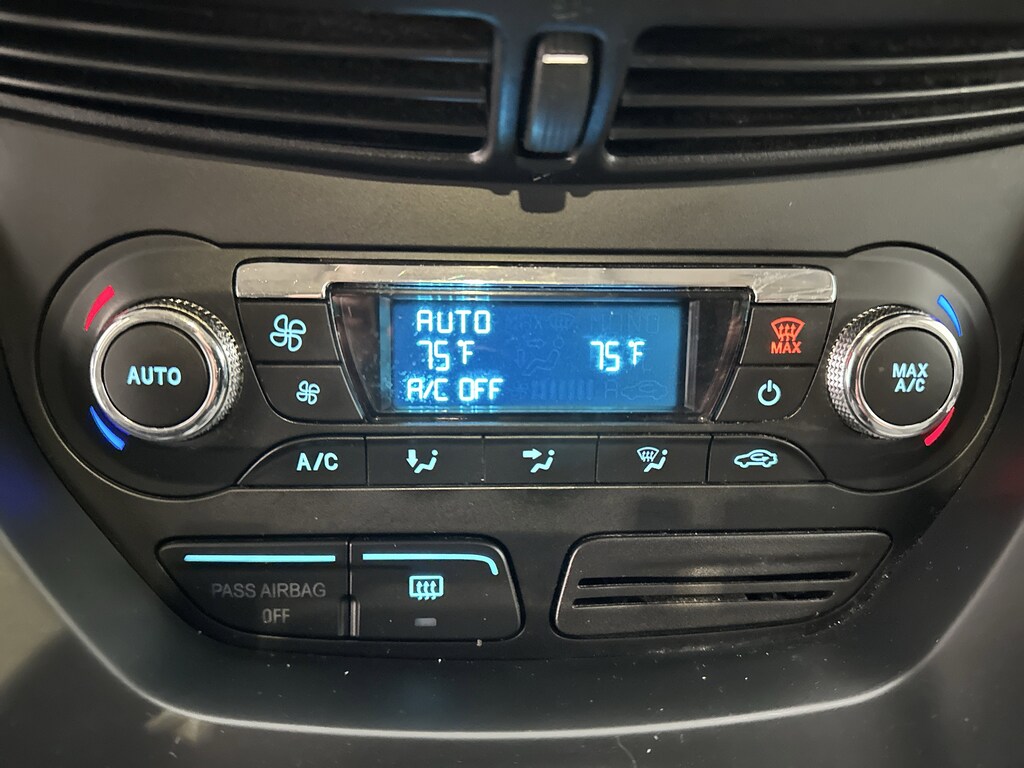 AUTO
75°F 75°F
A/C OFF
AUTO
MAX
MAX
A/C
A/C
PASS AIRBAG
OFF